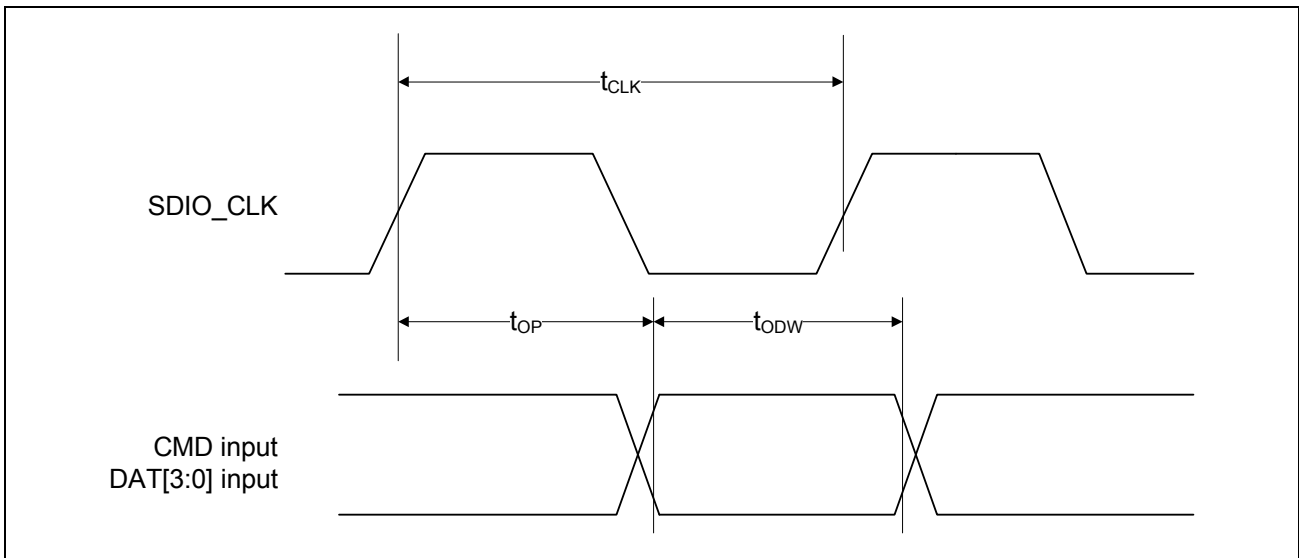 tCLK
SDIO_CLK
tOP
tODW
CMD input
DAT[3:0] input